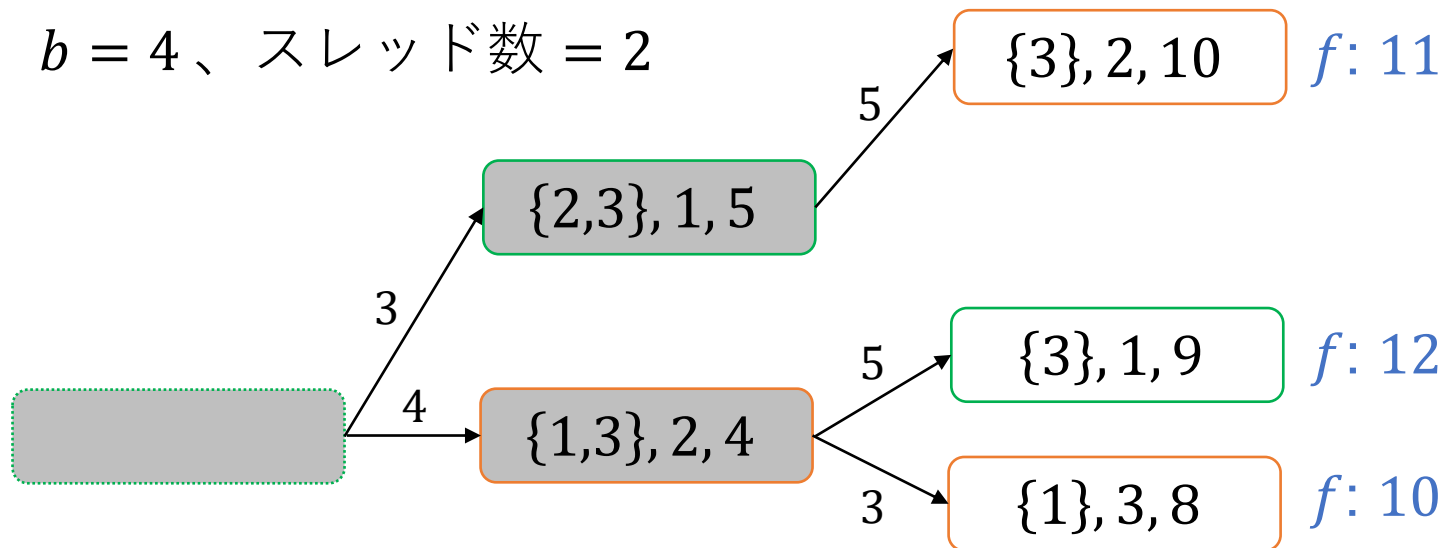 b = 4 、スレッド数 = 2
{3}, 2, 10
f: 11
5
{2,3}, 1, 5
3
{3}, 1, 9
f: 12
5
4
{1,3}, 2, 4
3
{1}, 3, 8
f: 10